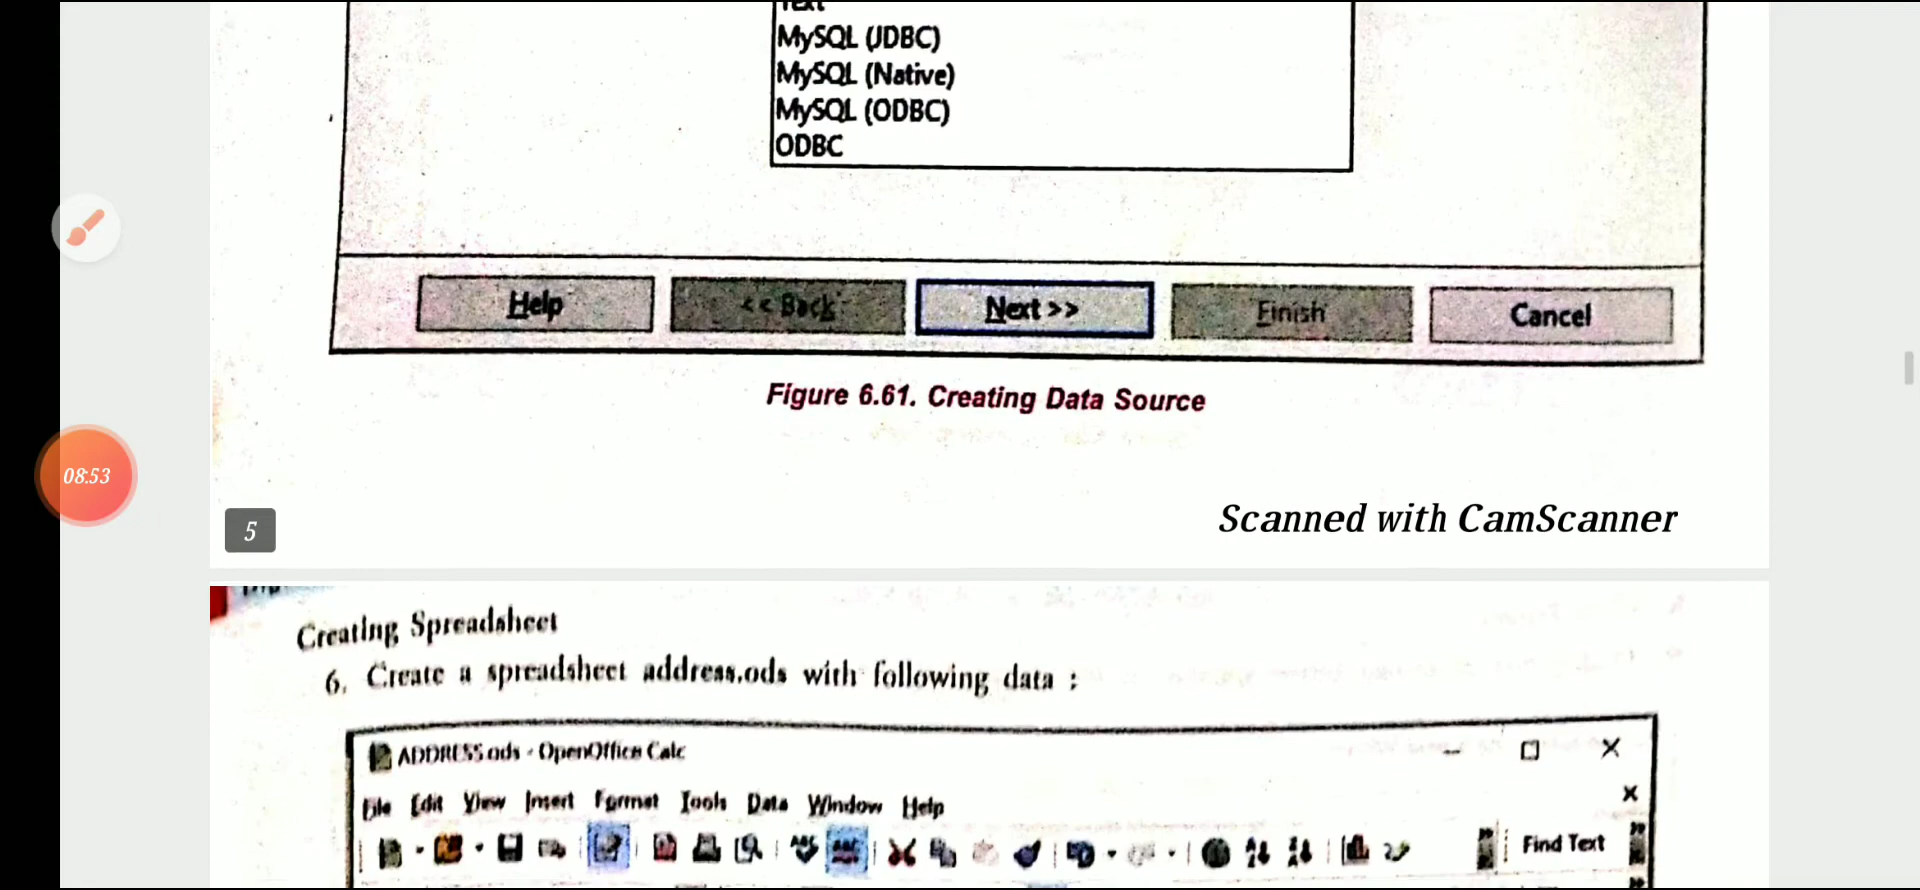 Text
MySQL (JDBC)
MySQL (Native)
MySQL (ODBC)
ODBC
Help
<< Back
Next >>
Finish
Cancel
Figure 6.61. Creating Data Source
08:53
5
Scanned with CamScanner
Creating Spreadsheet
6. Create a spreadsheet address.ods with following data :
ADDRESS.ods - OpenOffice Calc
File Edit View Insert Format Tools Data Window Help
Find Text